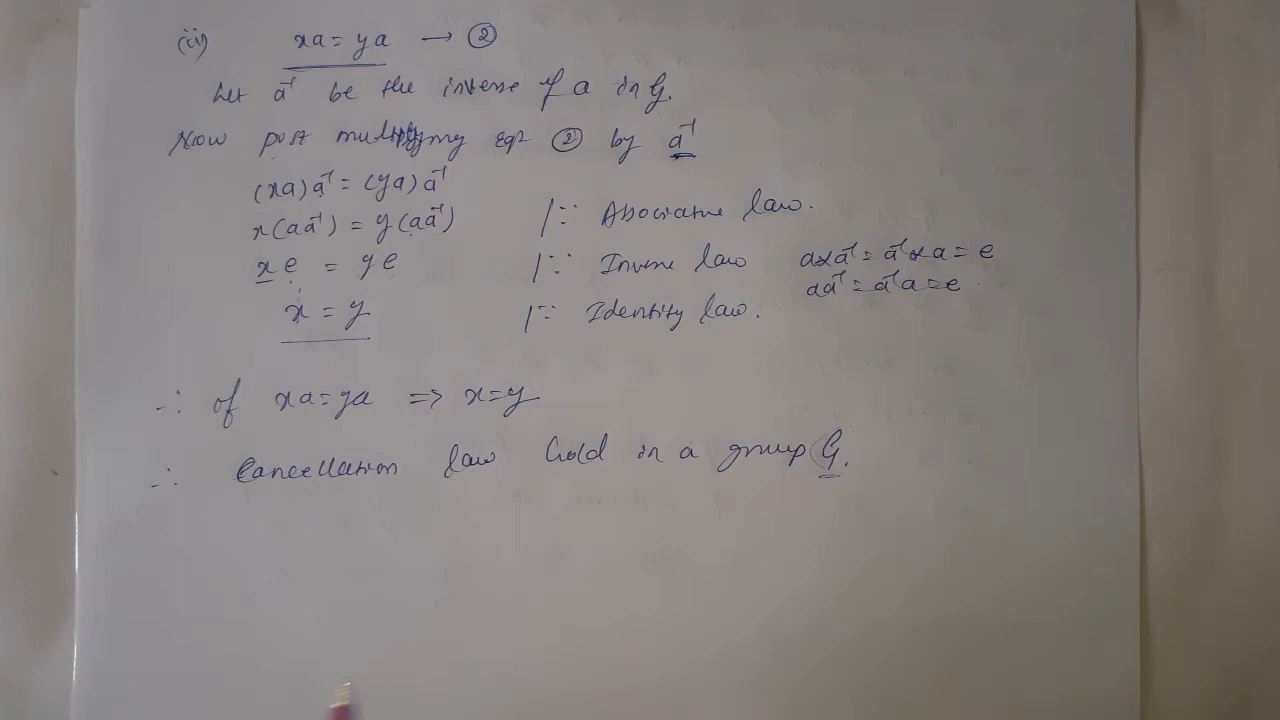 (ii) xa = ya → ②
Let a⁻¹ be the inverse of a in G.
Now post multiplying eqn ② by a⁻¹
(xa)a⁻¹ = (ya)a⁻¹
x(aa⁻¹) = y(aa⁻¹) |∵ Associative law.
xe = ye |∵ Inverse law a*a⁻¹ = a⁻¹*a = e
aa⁻¹ = a⁻¹a = e
x = y |∵ Identity law.
∴ if xa = ya ⇒ x = y
∴ Cancellation law hold in a group G.